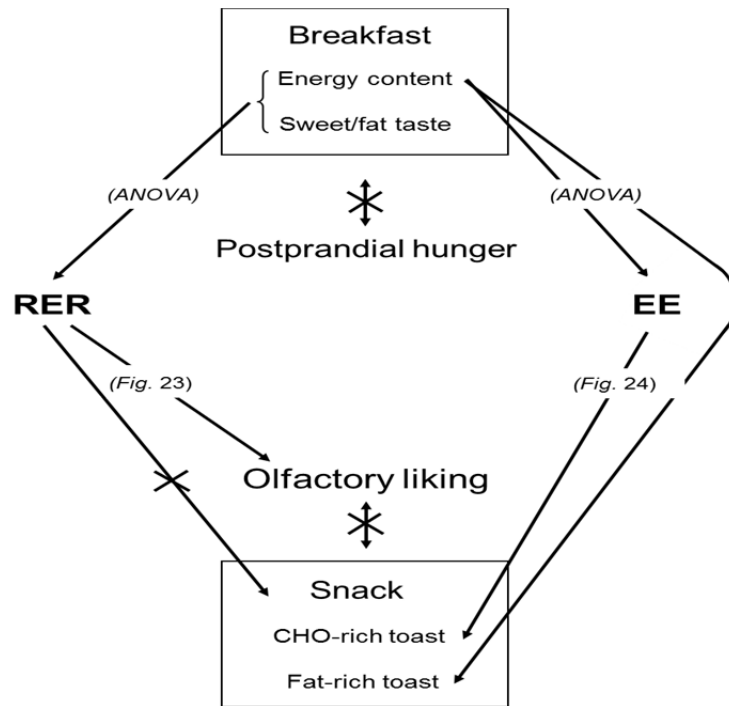 Breakfast
Energy content
Sweet/fat taste
(ANOVA)
(ANOVA)
Postprandial hunger
RER
EE
(Fig. 23)
(Fig. 24)
Olfactory liking
Snack
CHO-rich toast
Fat-rich toast